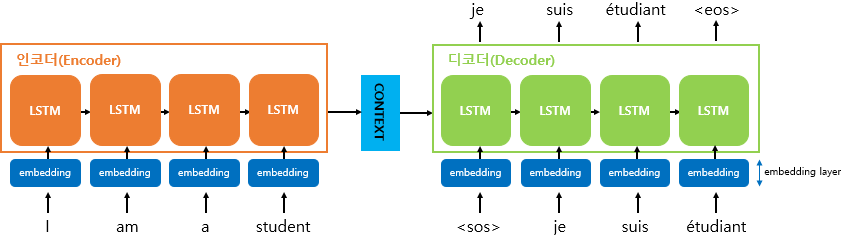 je suis étudiant <eos>
인코더(Encoder)
디코더(Decoder)
LSTM LSTM LSTM LSTM
CONTEXT
LSTM LSTM LSTM LSTM
embedding embedding embedding embedding
embedding embedding embedding embedding
embedding layer
I am a student
<sos> je suis étudiant